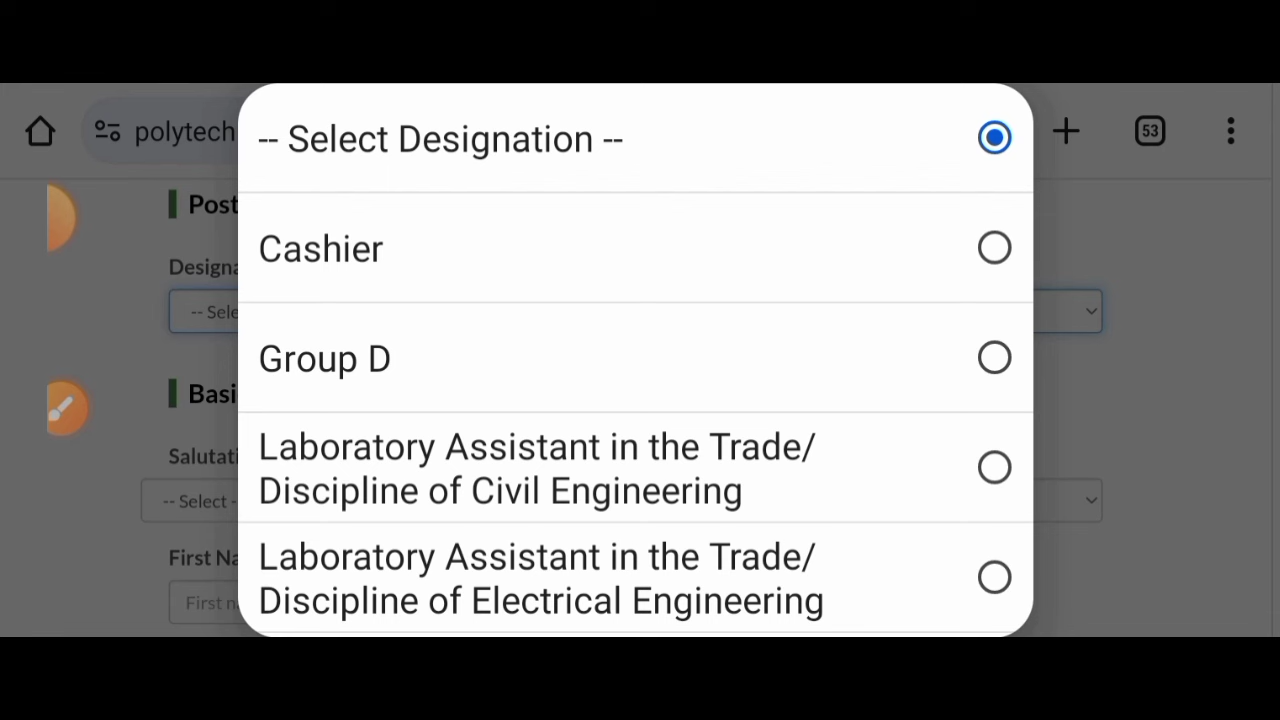 -- Select Designation --
polytech
53
Cashier
Post
Designa
-- Sele
Group D
Basi
Laboratory Assistant in the Trade/
Discipline of Civil Engineering
Salutati
-- Select -
Laboratory Assistant in the Trade/
Discipline of Electrical Engineering
First Na
First n